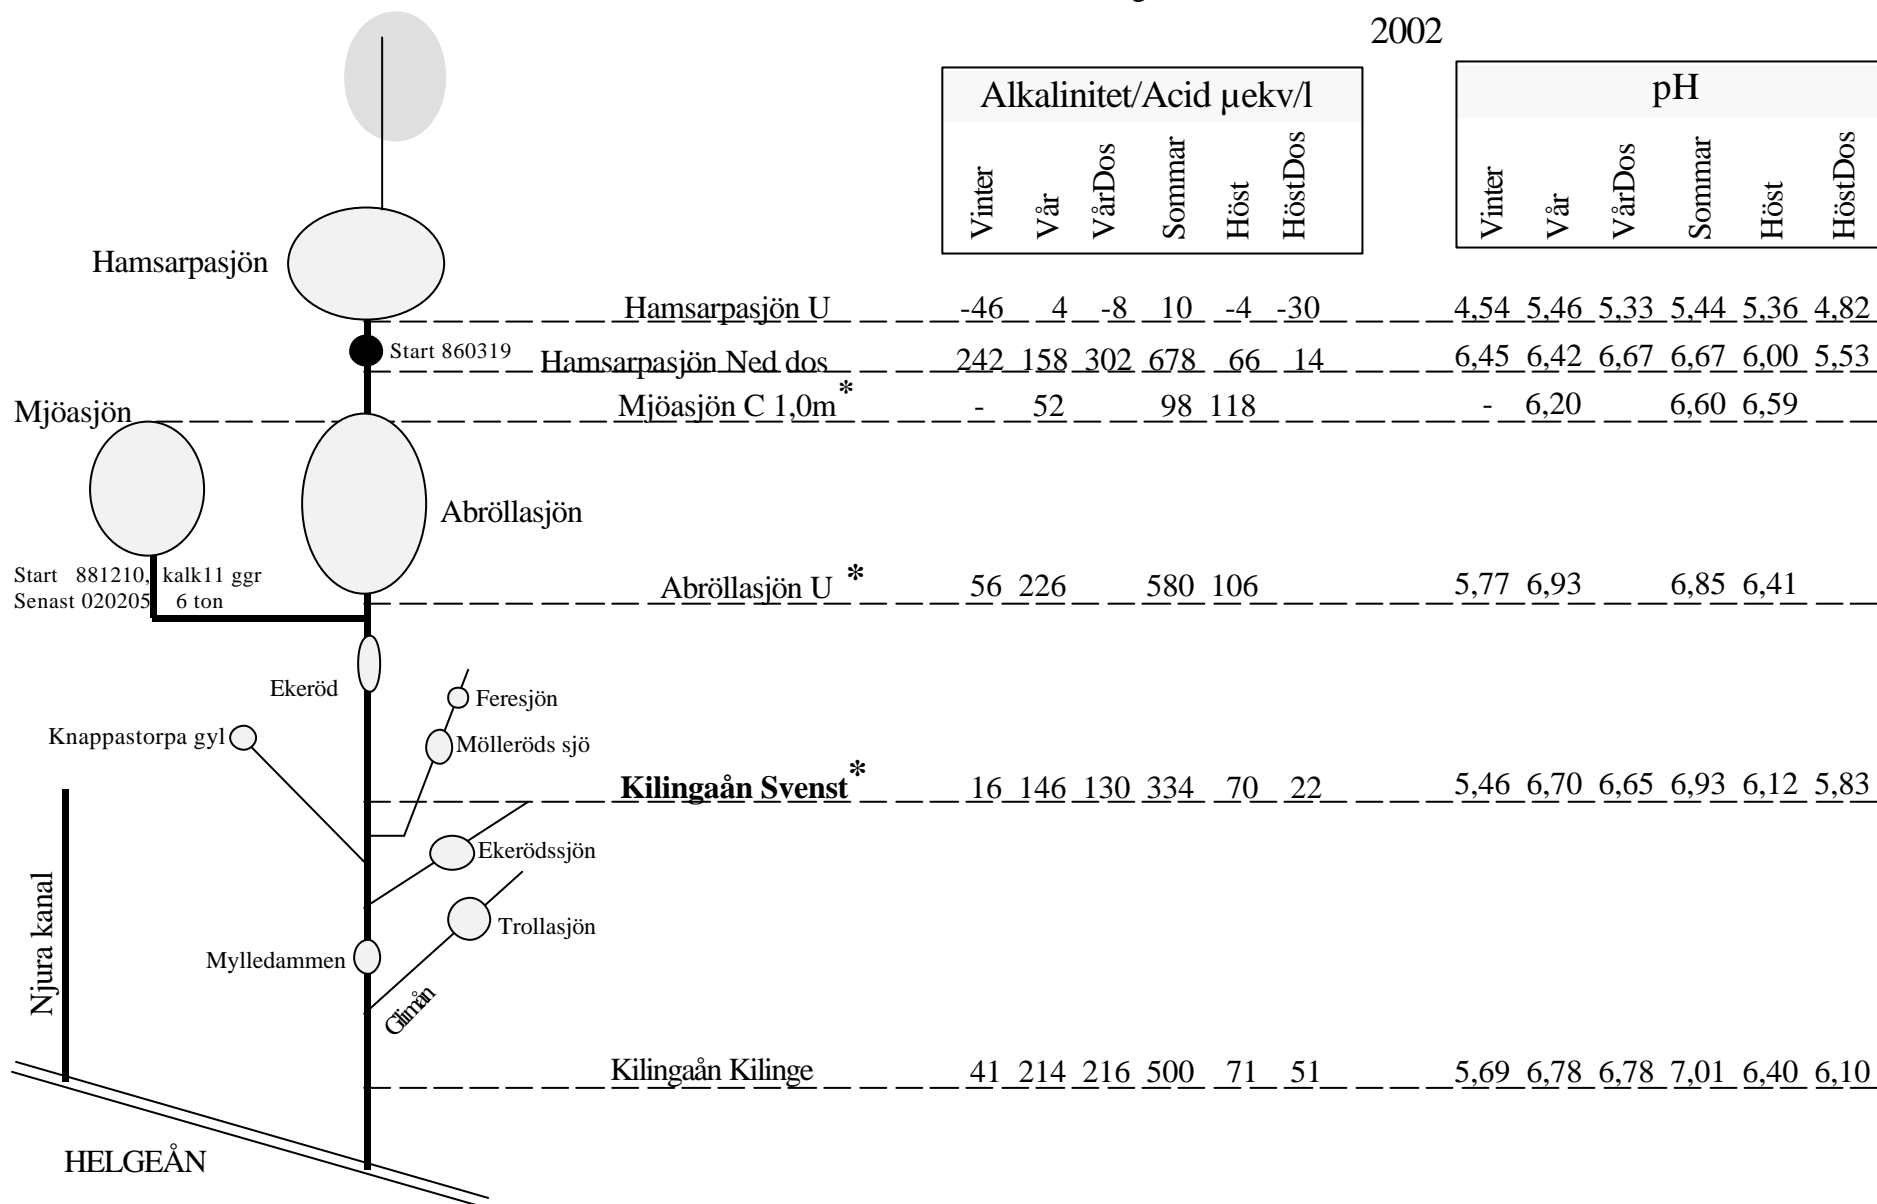 2002
Alkalinitet/Acid µekv/l
pH
Vinter Vår VårDos Sommar Höst HöstDos
Vinter Vår VårDos Sommar Höst HöstDos
Hamsarpasjön
Hamsarpasjön U -46 4 -8 10 -4 -30 4,54 5,46 5,33 5,44 5,36 4,82
Start 860319
Hamsarpasjön Ned dos 242 158 302 678 66 14 6,45 6,42 6,67 6,67 6,00 5,53
Mjöasjön
Mjöasjön C 1,0m* - 52 98 118 - 6,20 6,60 6,59
Abröllasjön
Start 881210, kalk11 ggr
Senast 020205 6 ton
Abröllasjön U * 56 226 580 106 5,77 6,93 6,85 6,41
Ekeröd
Feresjön
Knappastorpa gyl
Mölleröds sjö
Kilingaån Svenst* 16 146 130 334 70 22 5,46 6,70 6,65 6,93 6,12 5,83
Ekerödssjön
Njura kanal
Trollasjön
Mylledammen
Kilingaån Kilinge 41 214 216 500 71 51 5,69 6,78 6,78 7,01 6,40 6,10
HELGEÅN